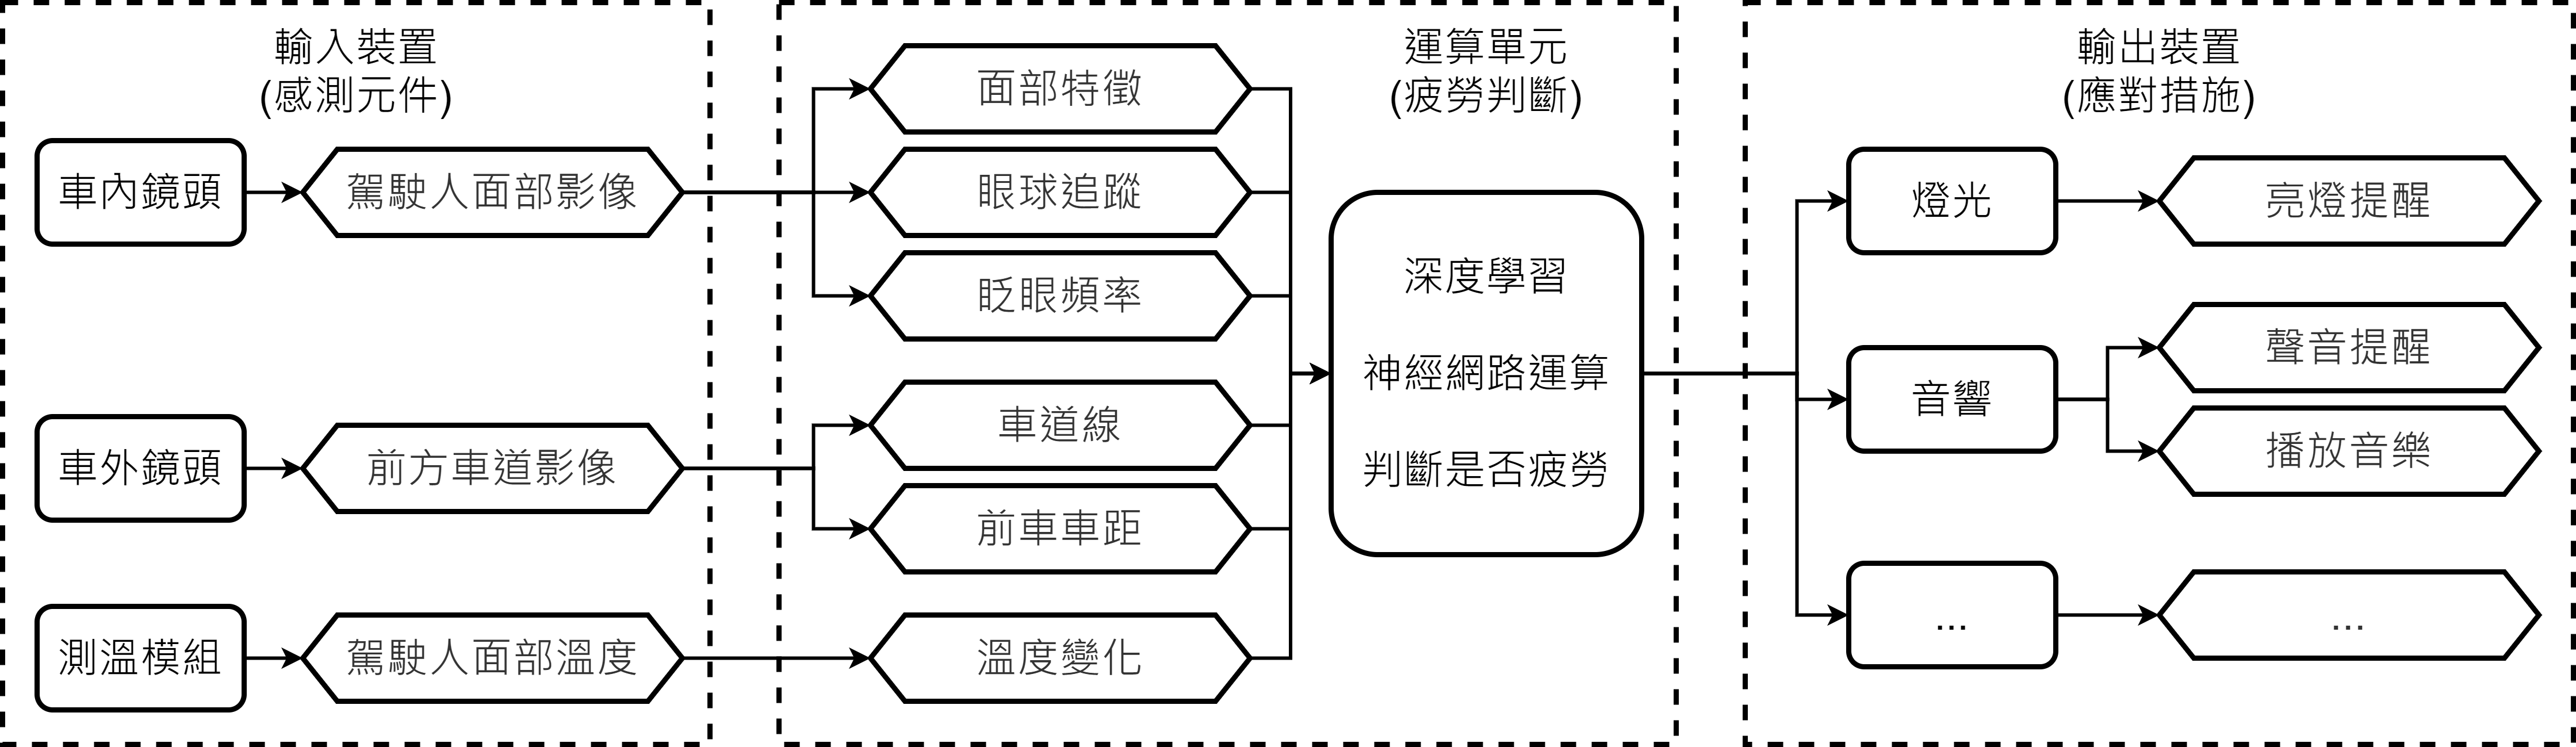 輸入裝置
(感測元件)
車內鏡頭
駕駛人面部影像
車外鏡頭
前方車道影像
測溫模組
駕駛人面部溫度
運算單元
(疲勞判斷)
面部特徵
眼球追蹤
眨眼頻率
車道線
前車車距
溫度變化
深度學習
神經網路運算
判斷是否疲勞
輸出裝置
(應對措施)
燈光
亮燈提醒
音響
聲音提醒
播放音樂
...
...